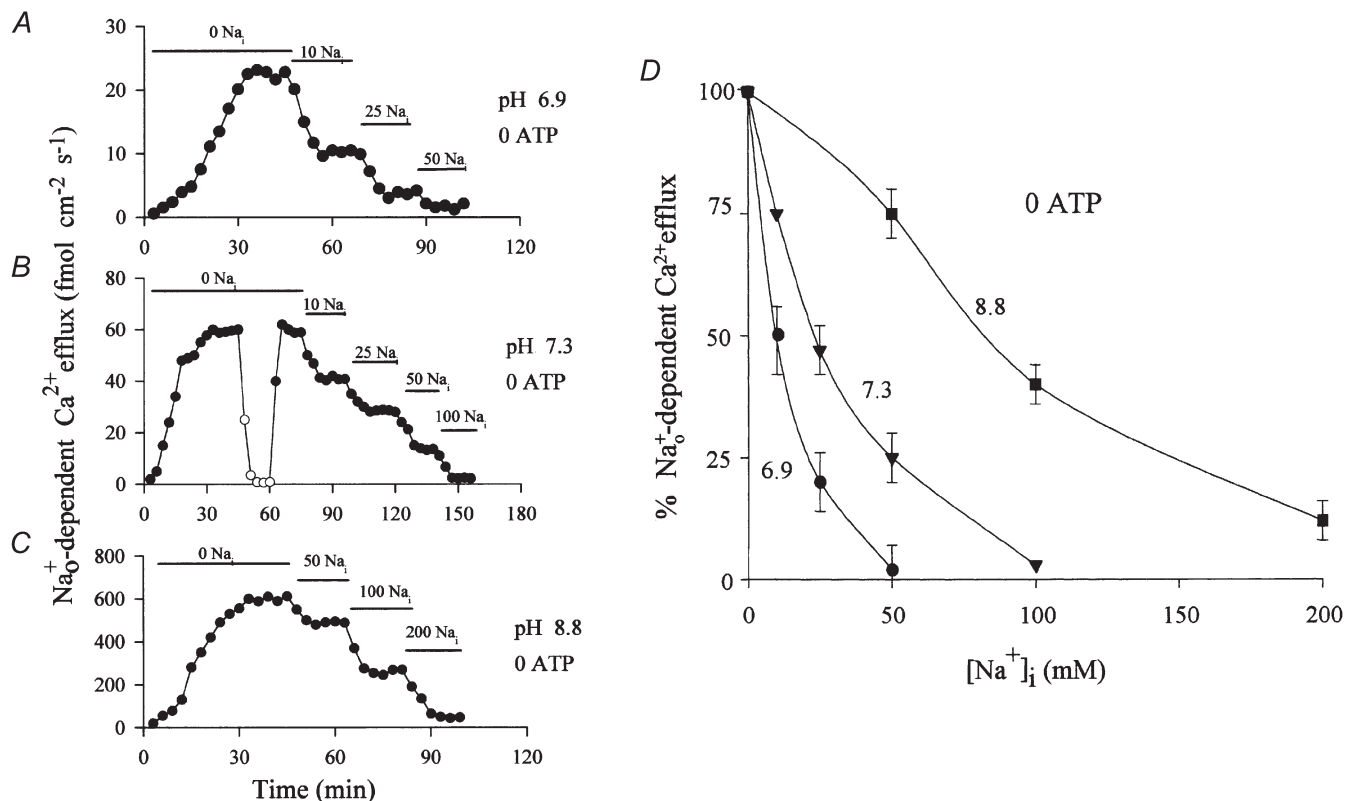 A
30
20
10
0
0 Naᵢ
10 Naᵢ
25 Naᵢ
50 Naᵢ
pH 6.9
0 ATP
0 30 60 90 120
B
80
60
40
20
0
0 Naᵢ
10 Naᵢ
25 Na
50 Naᵢ
100 Naᵢ
pH 7.3
0 ATP
0 30 60 90 120 150 180
C
800
600
400
200
0
0 Naᵢ
50 Naᵢ
100 Naᵢ
200 Naᵢ
pH 8.8
0 ATP
0 30 60 90 120
Time (min)
Na₀⁺-dependent Ca²⁺ efflux (fmol cm⁻² s⁻¹)
D
100
75
50
25
0
0 ATP
8.8
7.3
6.9
0 50 100 150 200
[Na⁺]ᵢ (mM)
% Na₀⁺-dependent Ca²⁺efflux